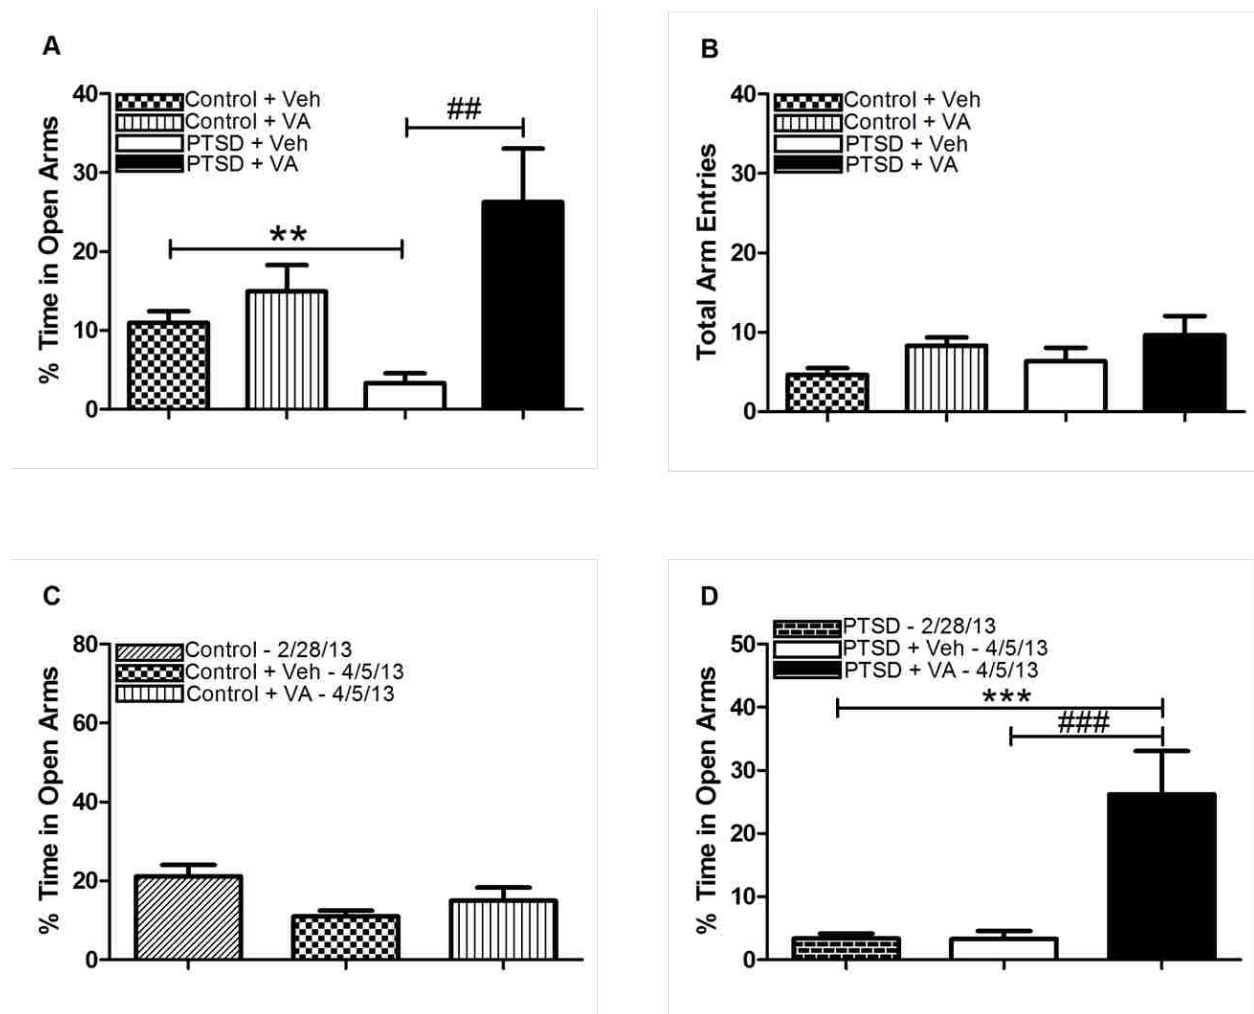 A
% Time in Open Arms
40
30
20
10
0
Control + Veh
Control + VA
PTSD + Veh
PTSD + VA
##
**
B
Total Arm Entries
40
30
20
10
0
Control + Veh
Control + VA
PTSD + Veh
PTSD + VA
C
% Time in Open Arms
80
60
40
20
0
Control - 2/28/13
Control + Veh - 4/5/13
Control + VA - 4/5/13
D
% Time in Open Arms
50
40
30
20
10
0
PTSD - 2/28/13
PTSD + Veh - 4/5/13
PTSD + VA - 4/5/13
***
###